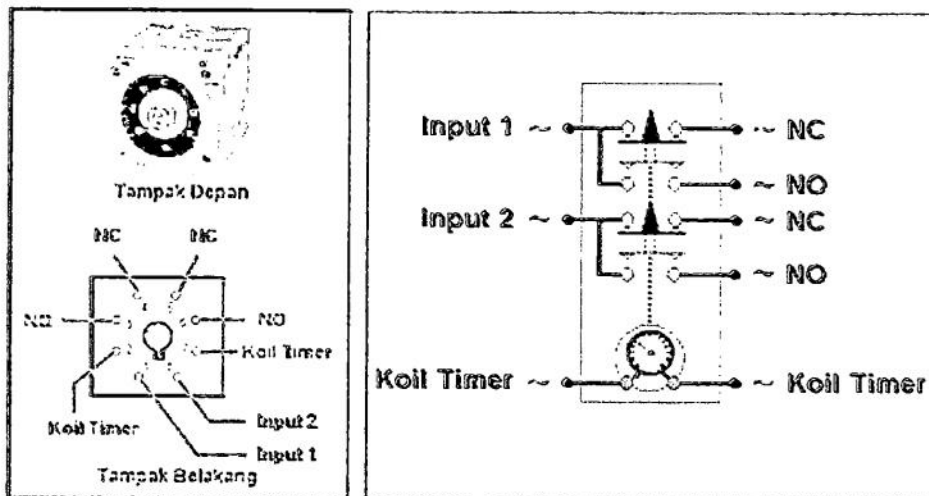 Tampak Depan
NC
NC
NO
NO
Koil Timer
Koil Timer
Input 2
Input 1
Tampak Belakang
Input 1 ~
~ NC
~ NO
Input 2 ~
~ NC
~ NO
Koil Timer ~
~ Koil Timer